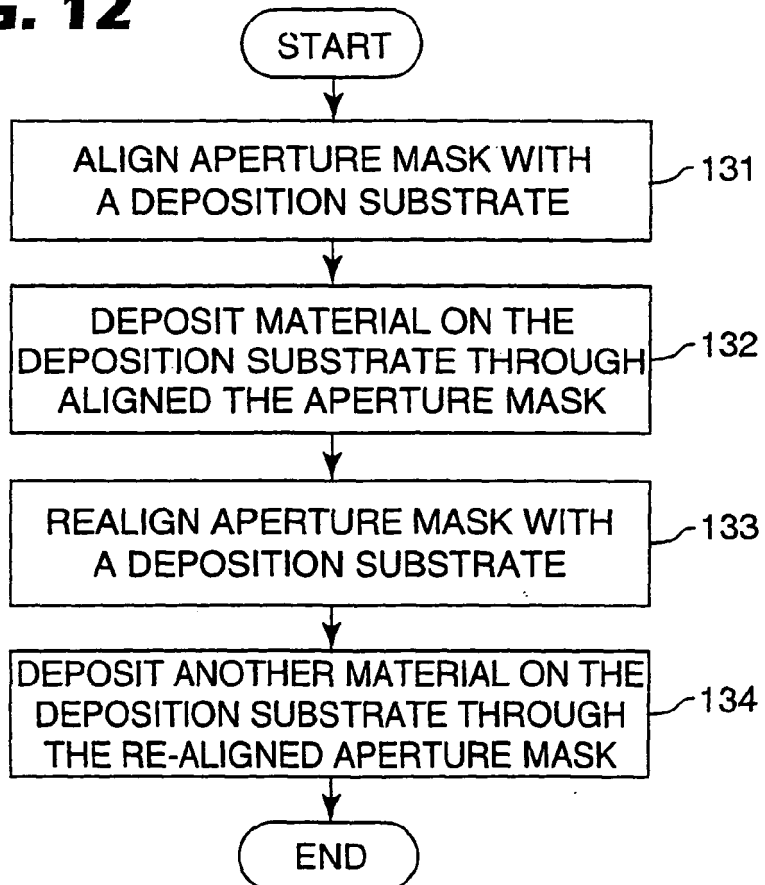 G. 12
START
ALIGN APERTURE MASK WITH
A DEPOSITION SUBSTRATE
131
DEPOSIT MATERIAL ON THE
DEPOSITION SUBSTRATE THROUGH
ALIGNED THE APERTURE MASK
132
REALIGN APERTURE MASK WITH
A DEPOSITION SUBSTRATE
133
DEPOSIT ANOTHER MATERIAL ON THE
DEPOSITION SUBSTRATE THROUGH
THE RE-ALIGNED APERTURE MASK
134
END